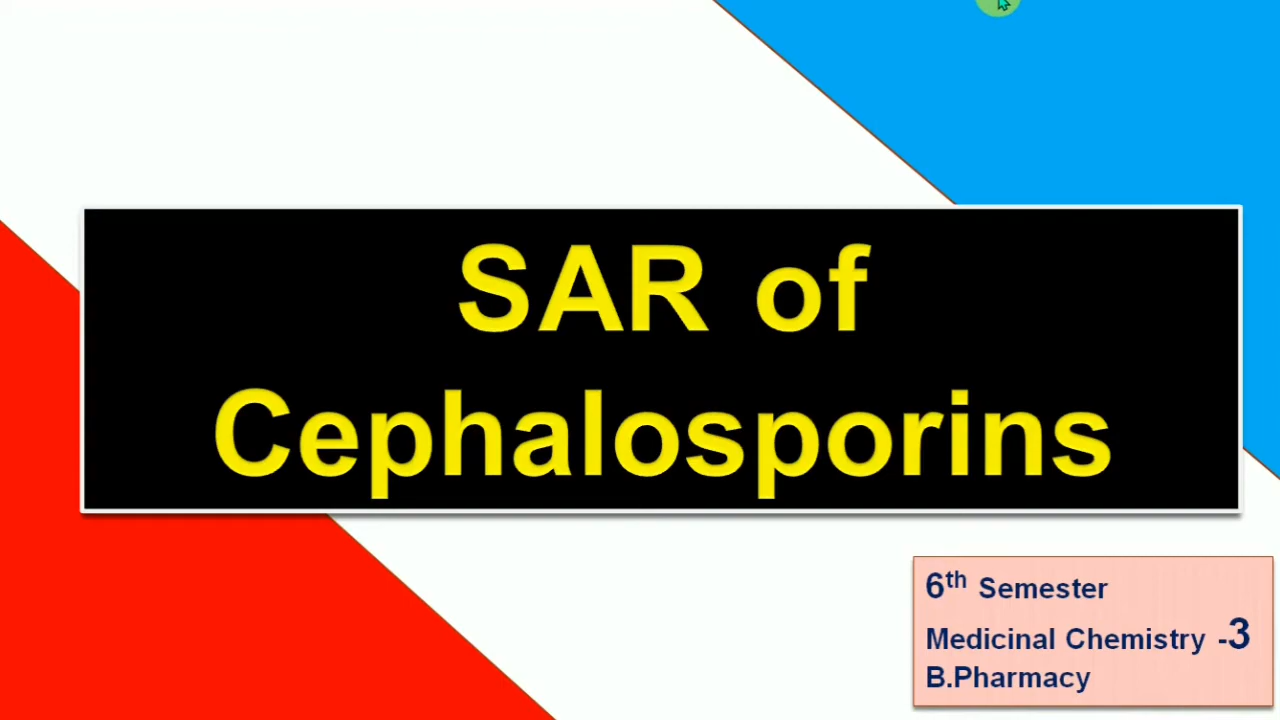 SAR of
Cephalosporins
6th Semester
Medicinal Chemistry -3
B.Pharmacy